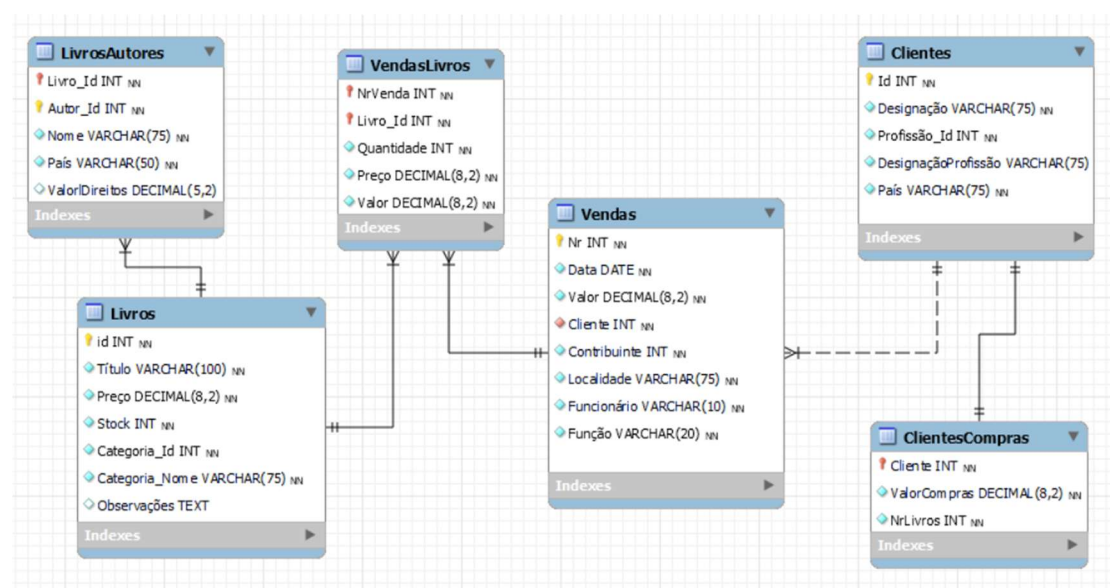 LivrosAutores
Livro_Id INT NN
Autor_Id INT NN
Nome VARCHAR(75) NN
País VARCHAR(50) NN
ValorlDireitos DECIMAL(5,2)
Indexes
VendasLivros
NrVenda INT NN
Livro_Id INT NN
Quantidade INT NN
Preço DECIMAL(8,2) NN
Valor DECIMAL(8,2) NN
Indexes
Clientes
Id INT NN
Designação VARCHAR(75) NN
Profissão_Id INT NN
DesignaçãoProfissão VARCHAR(75)
País VARCHAR(75) NN
Indexes
Vendas
Nr INT NN
Data DATE NN
Valor DECIMAL(8,2) NN
Cliente INT NN
Contribuinte INT NN
Localidade VARCHAR(75) NN
Funcionário VARCHAR(10) NN
Função VARCHAR(20) NN
Indexes
Livros
id INT NN
Título VARCHAR(100) NN
Preço DECIMAL(8,2) NN
Stock INT NN
Categoria_Id INT NN
Categoria_Nome VARCHAR(75) NN
Observações TEXT
Indexes
ClientesCompras
Cliente INT NN
ValorCompras DECIMAL(8,2) NN
NrLivros INT NN
Indexes